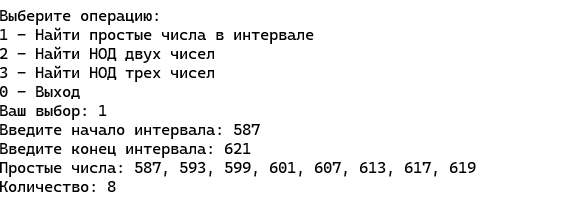 Выберите операцию:
1 – Найти простые числа в интервале
2 – Найти НОД двух чисел
3 – Найти НОД трех чисел
0 – Выход
Ваш выбор: 1
Введите начало интервала: 587
Введите конец интервала: 621
Простые числа: 587, 593, 599, 601, 607, 613, 617, 619
Количество: 8